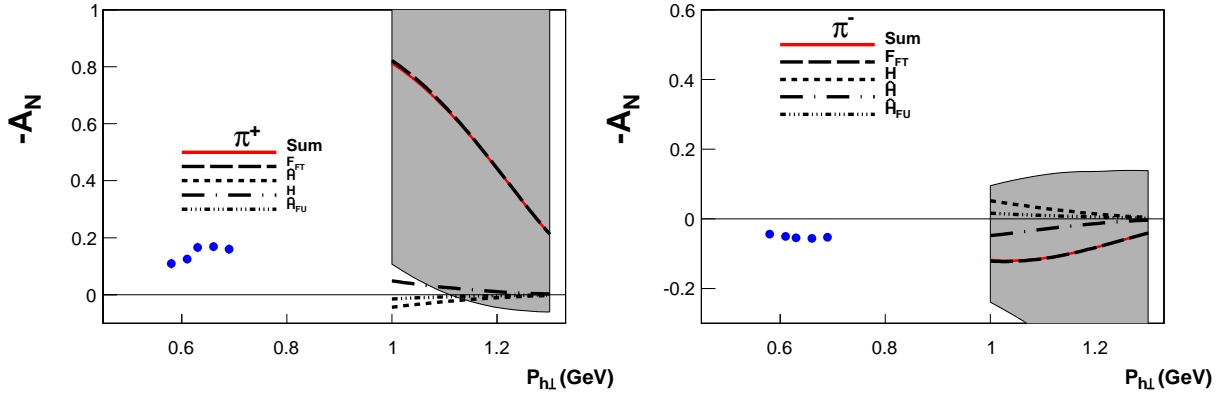 -A_N
1
0.8
0.6
0.4
0.2
0
π+
Sum
F_FT
Ĥ
H
Ĥ_FU
0.6
0.8
1
1.2
P_h⊥ (GeV)
-A_N
0.6
0.4
0.2
-0
-0.2
π-
Sum
F_FT
H
Ĥ
Ĥ_FU
0.6
0.8
1
1.2
P_h⊥ (GeV)